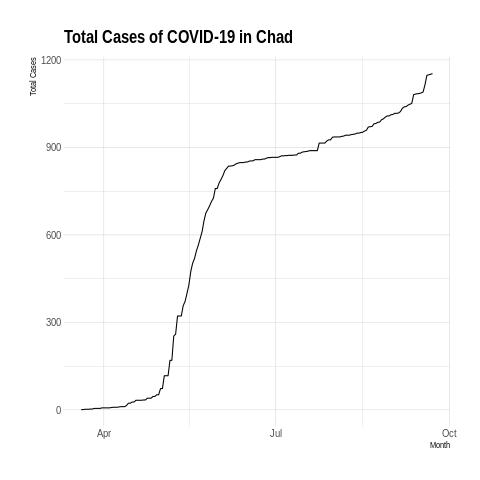 Total Cases of COVID-19 in Chad
Total Cases
1200
900
600
300
0
Apr
Jul
Oct
Month